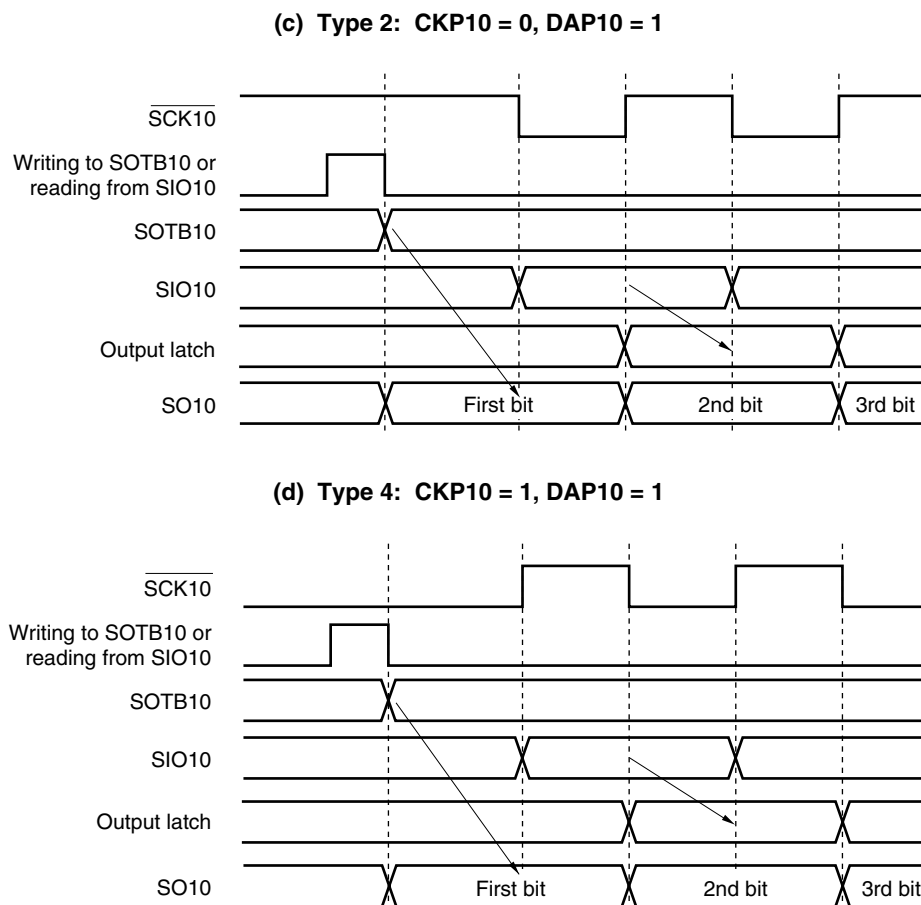 (c) Type 2: CKP10 = 0, DAP10 = 1
SCK10
Writing to SOTB10 or
reading from SIO10
SOTB10
SIO10
Output latch
SO10
First bit
2nd bit
3rd bit
(d) Type 4: CKP10 = 1, DAP10 = 1
SCK10
Writing to SOTB10 or
reading from SIO10
SOTB10
SIO10
Output latch
SO10
First bit
2nd bit
3rd bit